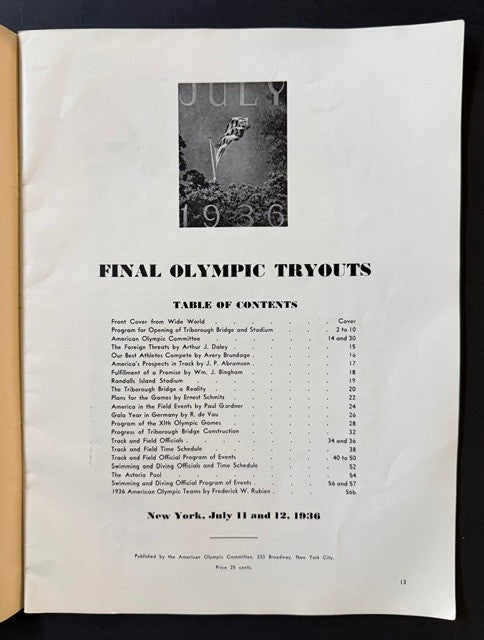 JULY
1936
FINAL OLYMPIC TRYOUTS
TABLE OF CONTENTS
Front Cover from Wide World . . . . . . . Cover
Program for Opening of Triborough Bridge and Stadium . . . . 2 to 10
American Olympic Committee . . . . . . . 14 and 30
The Foreign Threats by Arthur J. Daley . . . . . . . 15
Our Best Athletes Compete by Avery Brundage . . . . . . 16
America's Prospects in Track by J. P. Abramson . . . . . . 17
Fulfillment of a Promise by Wm. J. Bingham . . . . . . 18
Randalls Island Stadium . . . . . . . . 19
The Triborough Bridge a Reality . . . . . . . 20
Plans for the Games by Ernest Schmitz . . . . . . . 22
America in the Field Events by Paul Gardner . . . . . . 24
Gala Year in Germany by R. de Vou . . . . . . . 26
Program of the XIth Olympic Games . . . . . . . 28
Progress of Triborough Bridge Construction . . . . . . 32
Track and Field Officials . . . . . . . . 34 and 36
Track and Field Time Schedule . . . . . . . 38
Track and Field Official Program of Events . . . . . . 40 to 50
Swimming and Diving Officials and Time Schedule . . . . . 52
The Astoria Pool . . . . . . . . . 54
Swimming and Diving Official Program of Events . . . . . 56 and 57
1936 American Olympic Teams by Frederick W. Rubien . . . . . 56b
New York, July 11 and 12, 1936
Published by the American Olympic Committee, 233 Broadway, New York City.
Price 25 cents.
13